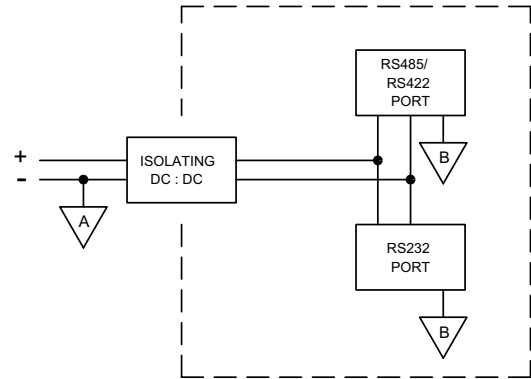 RS485/
RS422
PORT
B
+
-
ISOLATING
DC : DC
A
RS232
PORT
B